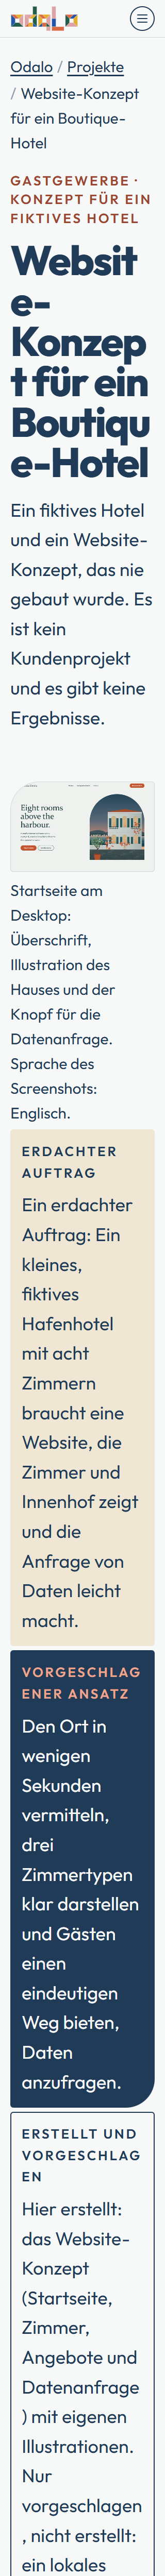 odalo
Odalo / Projekte
/ Website-Konzept
für ein Boutique-
Hotel
GASTGEWERBE ·
KONZEPT FÜR EIN
FIKTIVES HOTEL
Websit
e-
Konzep
t für ein
Boutiqu
e-Hotel
Ein fiktives Hotel
und ein Website-
Konzept, das nie
gebaut wurde. Es
ist kein
Kundenprojekt
und es gibt keine
Ergebnisse.
Eight rooms
above the
harbour.
Startseite am
Desktop:
Überschrift,
Illustration des
Hauses und der
Knopf für die
Datenanfrage.
Sprache des
Screenshots:
Englisch.
ERDACHTER
AUFTRAG
Ein erdachter
Auftrag: Ein
kleines,
fiktives
Hafenhotel
mit acht
Zimmern
braucht eine
Website, die
Zimmer und
Innenhof zeigt
und die
Anfrage von
Daten leicht
macht.
VORGESCHLAG
ENER ANSATZ
Den Ort in
wenigen
Sekunden
vermitteln,
drei
Zimmertypen
klar darstellen
und Gästen
einen
eindeutigen
Weg bieten,
Daten
anzufragen.
ERSTELLT UND
VORGESCHLAG
EN
Hier erstellt:
das Website-
Konzept
(Startseite,
Zimmer,
Angebote und
Datenanfrage
) mit eigenen
Illustrationen.
Nur
vorgeschlagen
, nicht erstellt:
ein lokales